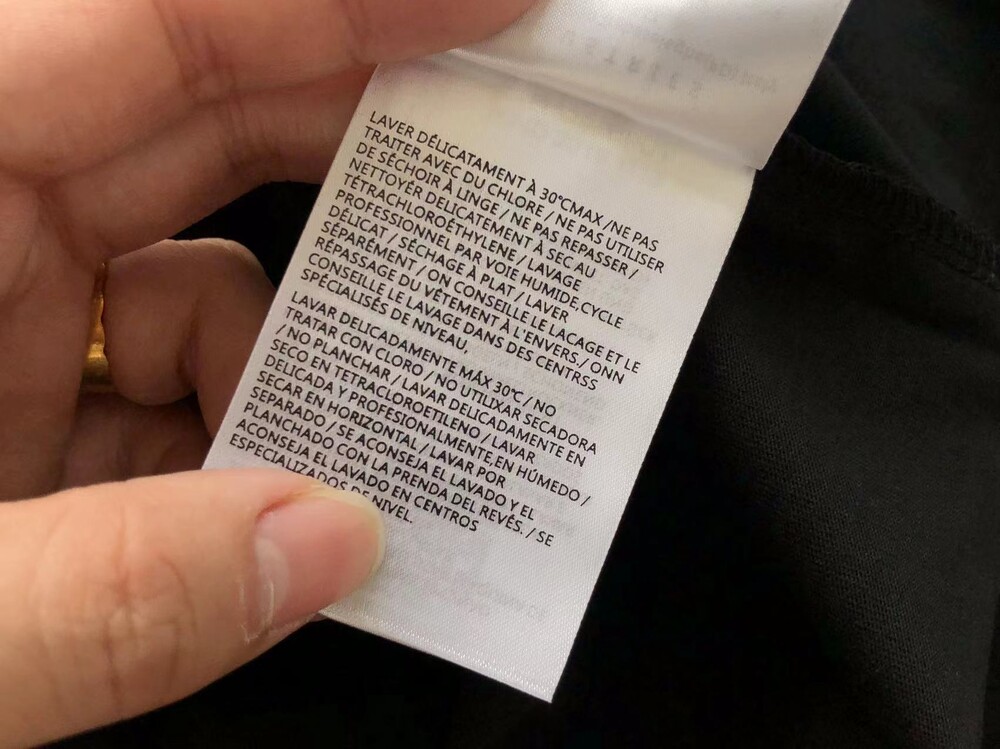 LAVER DÉLICATAMENT À 30°CMAX /NE PAS
TRAITER AVEC DU CHLORE / NE PAS UTILISER
DE SÉCHOIR À LINGE / NE PAS REPASSER /
NETTOYER DÉLICATEMENT À SEC AU
TÉTRACHLOROÉTHYLENE / LAVAGE
PROFESSIONNEL PAR VOIE HUMIDE,CYCLE
DÉLICAT / SÉCHAGE À PLAT / LAVER
SÉPARÉMENT / ON CONSEILLE LE LACAGE ET LE
RÉPASSAGE DU VÊTEMENT À L'ENVERS./ ONN
CONSEILLE LE LAVAGE DANS DES CENTRSS
SPÉCIALISÉS DE NIVEAU,
LAVAR DELICADAMENTE MÁX 30℃ / NO
TRATAR CON CLORO / NO UTILIXAR SECADORA
/ NO PLANCHAR / LAVAR DELICADAMENTE EN
SECO EN TETRACLOROETILENO / LAVAR
DELICADA Y PROFESIONALMENTE,EN HÚMEDO /
SECAR EN HORIZONTAL / LAVAR POR
SEPARADO / SE ACONSEJA EL LAVADO Y EL
PLANCHADO CON LA PRENDA DEL REVÉS. / SE
ACONSEJA EL LAVADO EN CENTROS
ESPECIALIZADOS DE NIVEL.